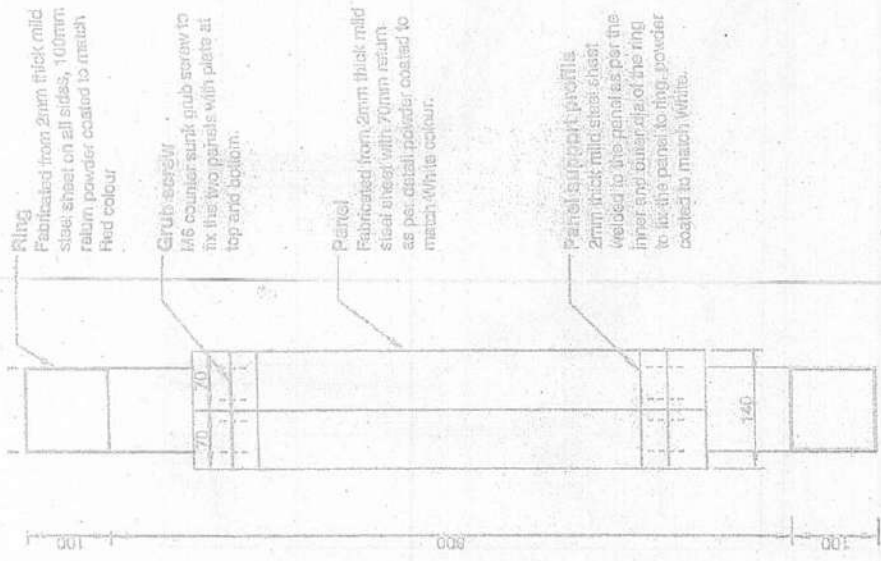 Ring
Fabricated from 2mm thick mild
steel sheet on all sides, 100mm
return powder coated to match
Red colour
Grub screw
M6 counter sunk grub screw to
fix the two panels with plate at
top and bottom.
Panel
Fabricated from 2mm thick mild
steel sheet with 70mm return
as per detail powder coated to
match White colour.
Panel support profile
2mm thick mild steel sheet
welded to the panel as per the
inner and outer dia of the ring
to fix the panel to ring, powder
coated to match White.
70
70
140
100
100